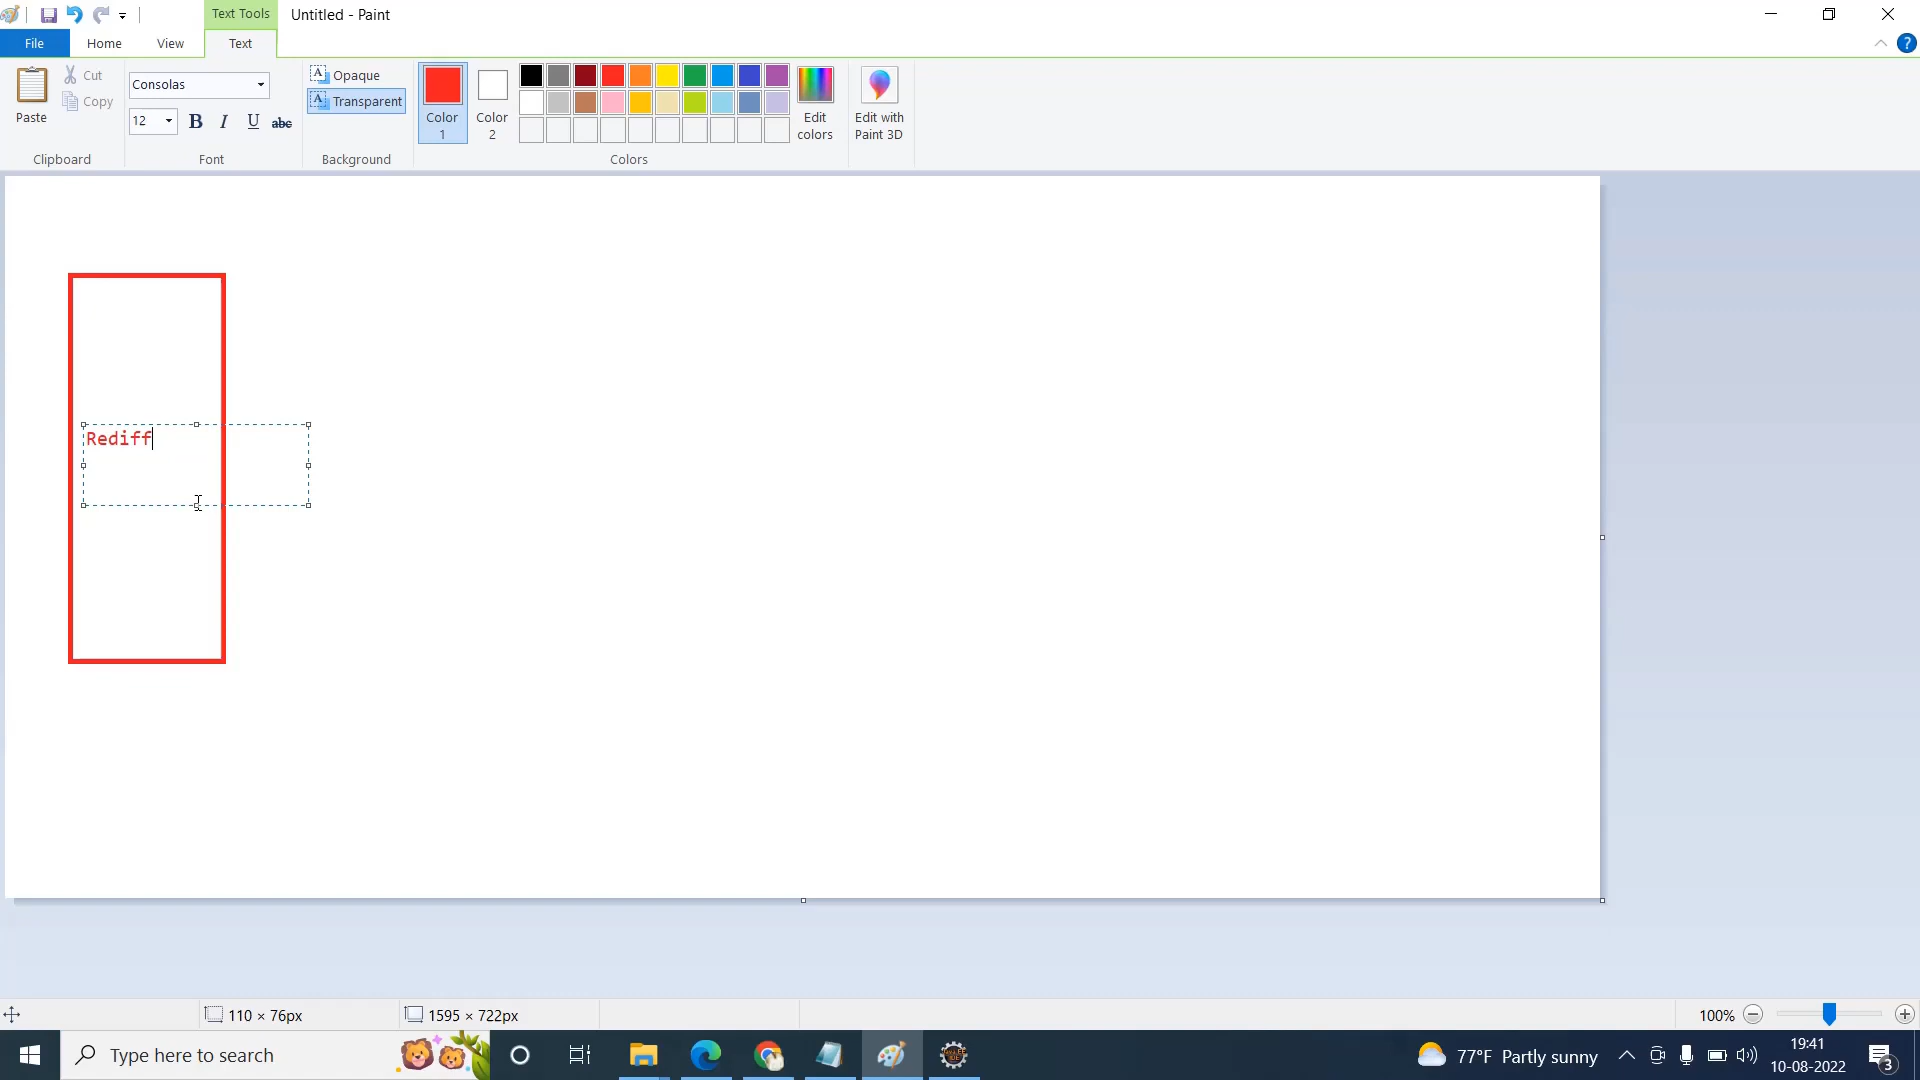 Text Tools
Untitled - Paint
File
Home
View
Text
?
Paste
Cut
Copy
Clipboard
Consolas
12
B
I
U
abc
Font
A Opaque
A Transparent
Background
Color
1
Color
2
Edit
colors
Edit with
Paint 3D
Colors
Rediff
110 × 76px
1595 × 722px
100%
Type here to search
77°F Partly sunny
19:41
10-08-2022
3